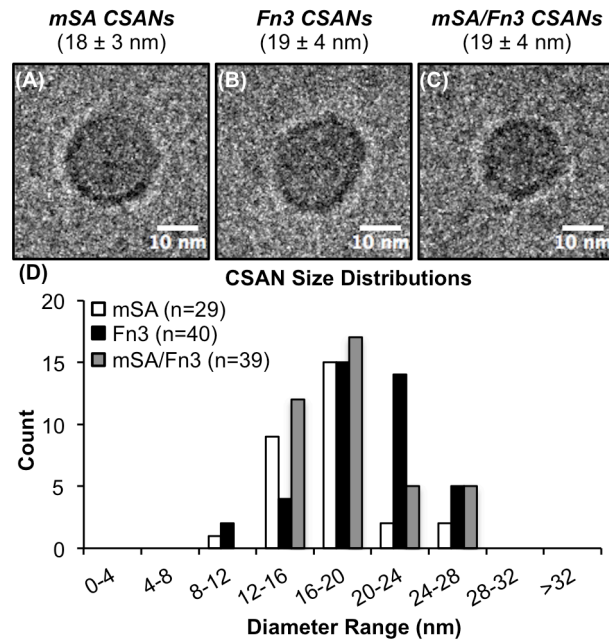 mSA CSANs
(18 ± 3 nm)
Fn3 CSANs
(19 ± 4 nm)
mSA/Fn3 CSANs
(19 ± 4 nm)
(A)
10 nm
(B)
10 nm
(C)
10 nm
(D)
CSAN Size Distributions
mSA (n=29)
Fn3 (n=40)
mSA/Fn3 (n=39)
Count
20
15
10
5
0
0-4
4-8
8-12
12-16
16-20
20-24
24-28
28-32
>32
Diameter Range (nm)